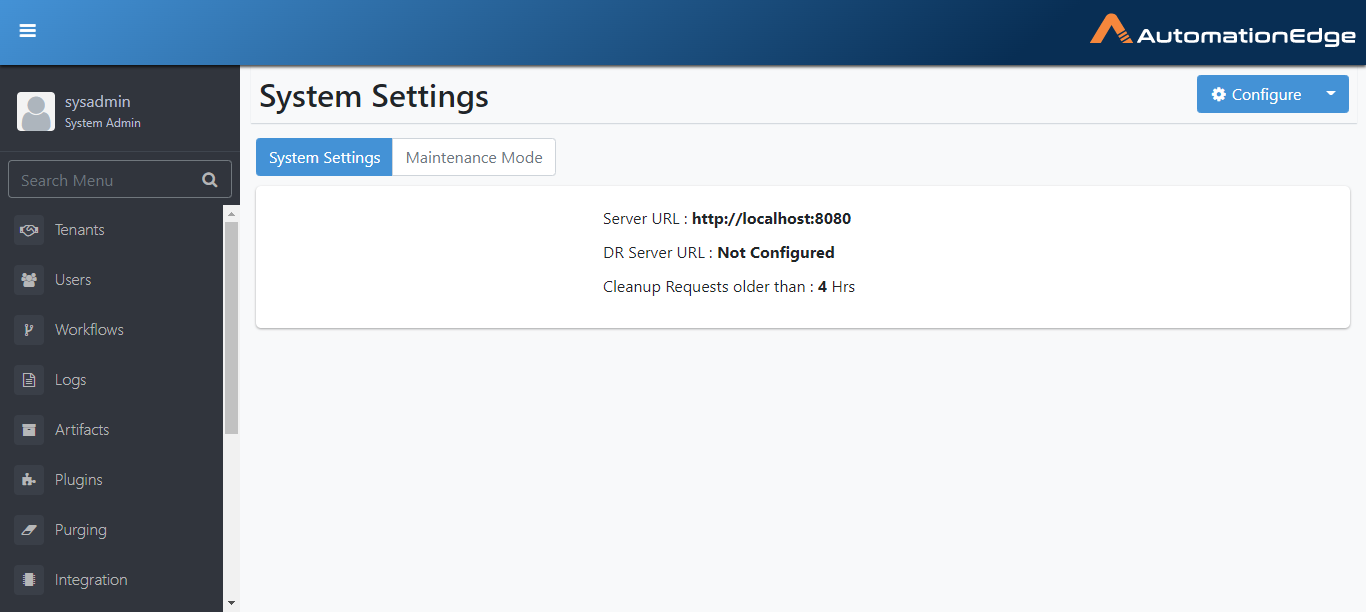 AutomationEdge
sysadmin
System Admin
Search Menu
Tenants
Users
Workflows
Logs
Artifacts
Plugins
Purging
Integration
System Settings
Configure
System Settings
Maintenance Mode
Server URL : http://localhost:8080
DR Server URL : Not Configured
Cleanup Requests older than : 4 Hrs